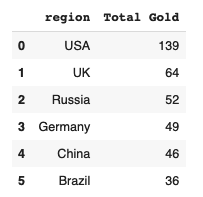 region Total Gold
0 USA 139
1 UK 64
2 Russia 52
3 Germany 49
4 China 46
5 Brazil 36